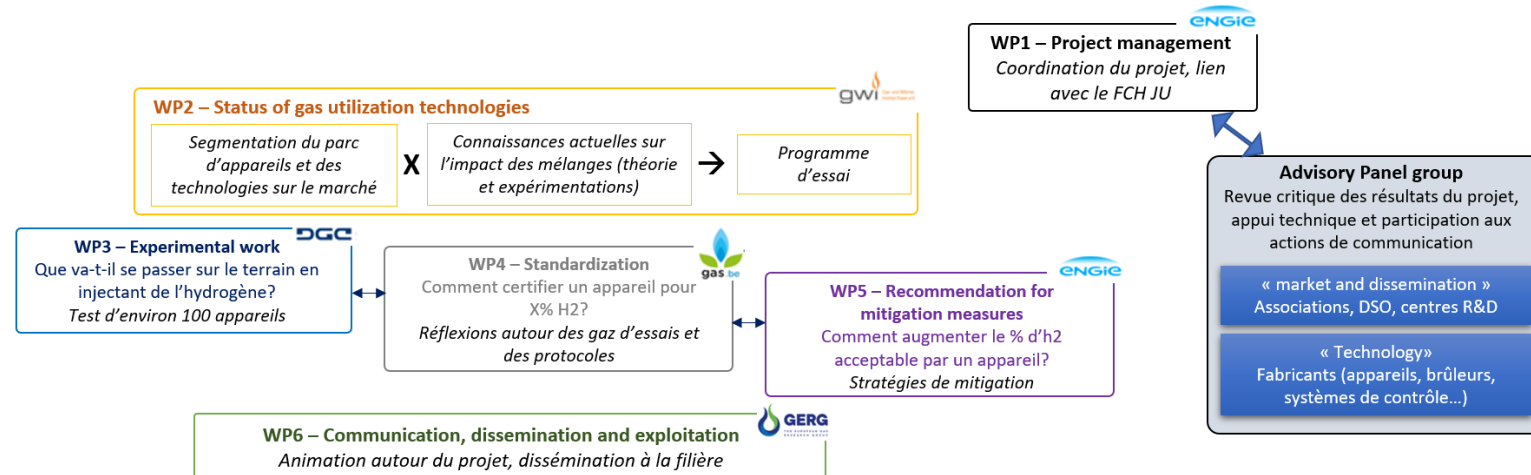 ENGIE
WP1 – Project management
Coordination du projet, lien
avec le FCH JU
gwi
WP2 – Status of gas utilization technologies
Segmentation du parc
d’appareils et des
technologies sur le marché
X
Connaissances actuelles sur
l’impact des mélanges (théorie
et expérimentations)
→
Programme
d’essai
Advisory Panel group
Revue critique des résultats du projet,
appui technique et participation aux
actions de communication
« market and dissemination »
Associations, DSO, centres R&D
« Technology»
Fabricants (appareils, brûleurs,
systèmes de contrôle…)
DGC
WP3 – Experimental work
Que va-t-il se passer sur le terrain en
injectant de l’hydrogène?
Test d’environ 100 appareils
gas.be
WP4 – Standardization
Comment certifier un appareil pour
X% H2?
Réflexions autour des gaz d’essais et
des protocoles
ENGIE
WP5 – Recommendation for
mitigation measures
Comment augmenter le % d’h2
acceptable par un appareil?
Stratégies de mitigation
GERG
THE EUROPEAN GAS
RESEARCH GROUP
WP6 – Communication, dissemination and exploitation
Animation autour du projet, dissémination à la filière